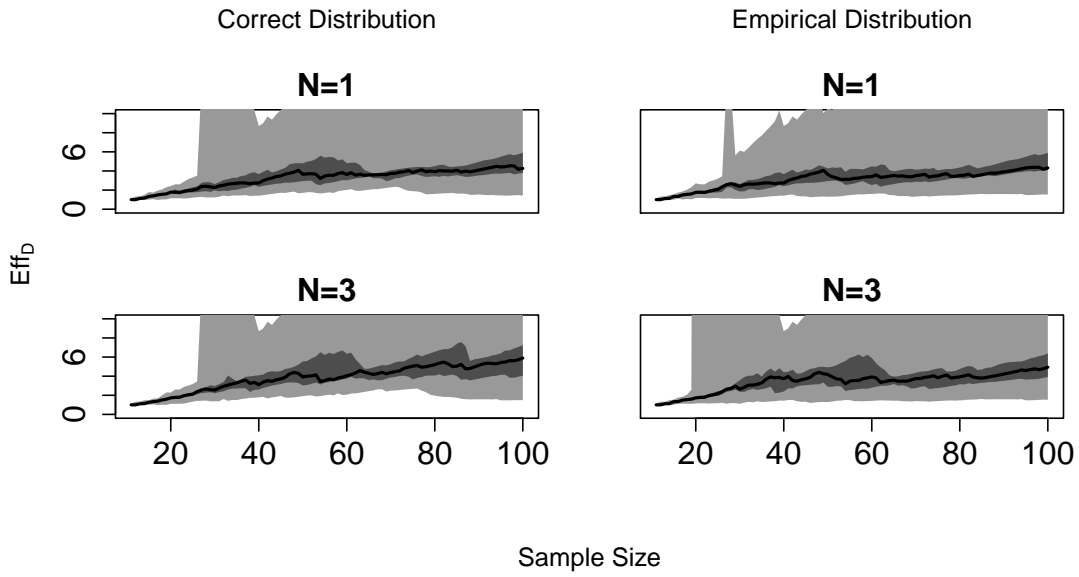 Correct Distribution Empirical Distribution
N=1 N=1
6
0
Eff_D
N=3 N=3
6
0
20 40 60 80 100 20 40 60 80 100
Sample Size